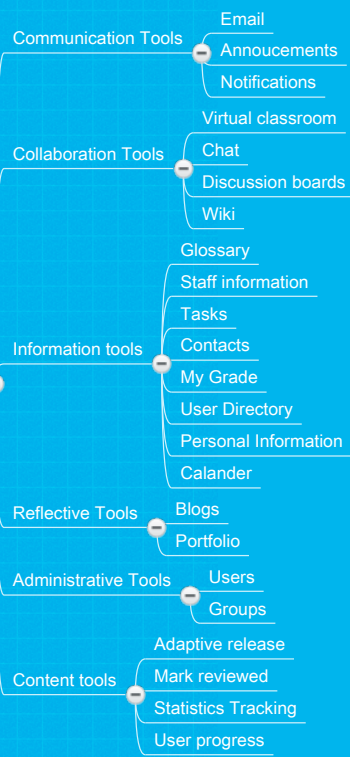 Communication Tools
Email
Annoucements
Notifications
Collaboration Tools
Virtual classroom
Chat
Discussion boards
Wiki
Information tools
Glossary
Staff information
Tasks
Contacts
My Grade
User Directory
Personal Information
Calander
Reflective Tools
Blogs
Portfolio
Administrative Tools
Users
Groups
Content tools
Adaptive release
Mark reviewed
Statistics Tracking
User progress